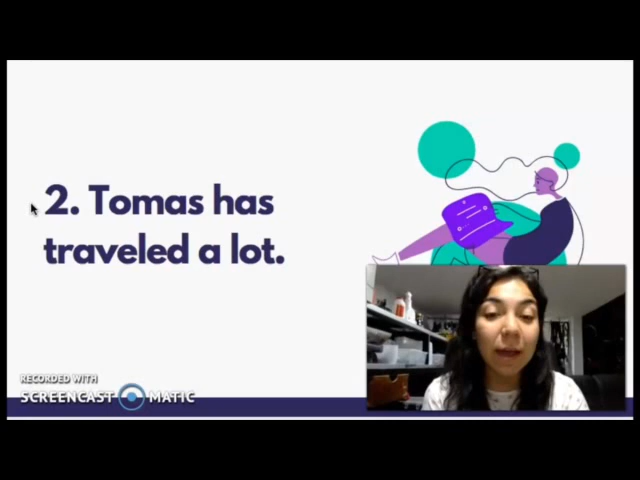 2. Tomas has
traveled a lot.
RECORDED WITH
SCREENCAST MATIC